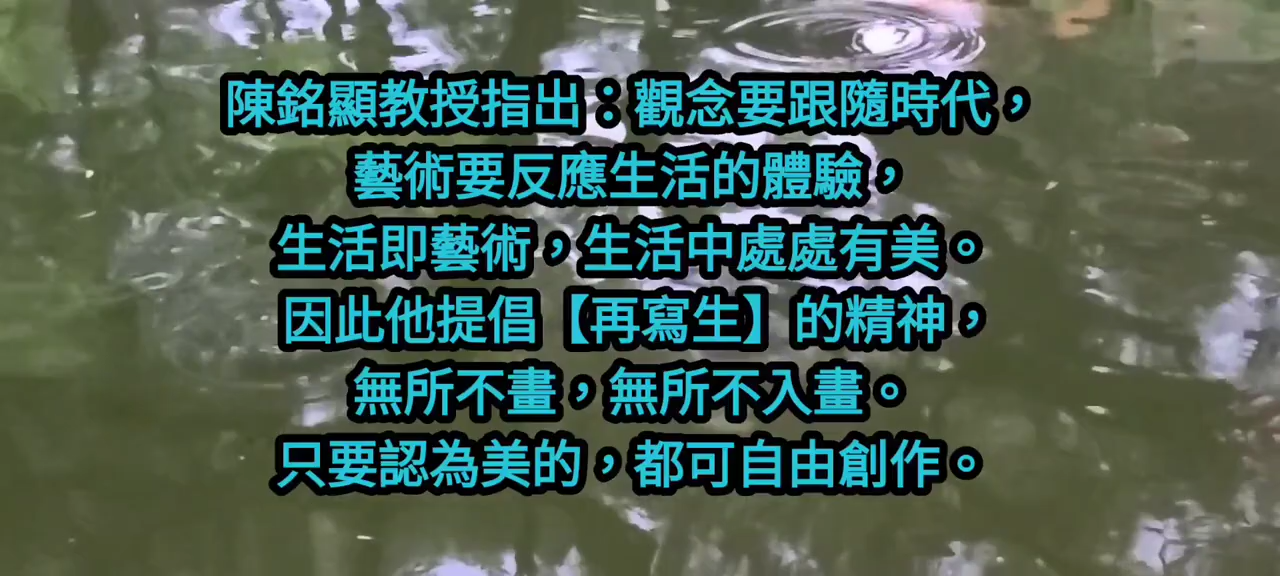 陳銘顯教授指出：觀念要跟隨時代，
藝術要反應生活的體驗，
生活即藝術，生活中處處有美。
因此他提倡【再寫生】的精神，
無所不畫，無所不入畫。
只要認為美的，都可自由創作。